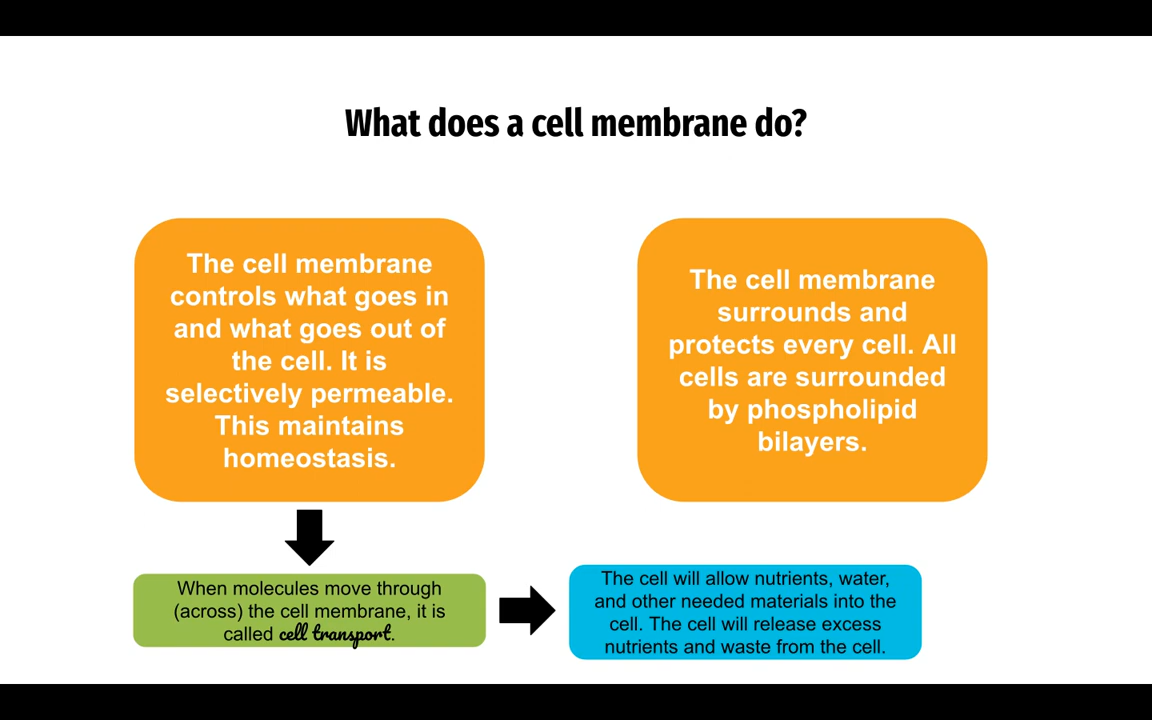 What does a cell membrane do?
The cell membrane
controls what goes in
and what goes out of
the cell. It is
selectively permeable.
This maintains
homeostasis.
The cell membrane
surrounds and
protects every cell. All
cells are surrounded
by phospholipid
bilayers.
When molecules move through
(across) the cell membrane, it is
called cell transport.
The cell will allow nutrients, water,
and other needed materials into the
cell. The cell will release excess
nutrients and waste from the cell.